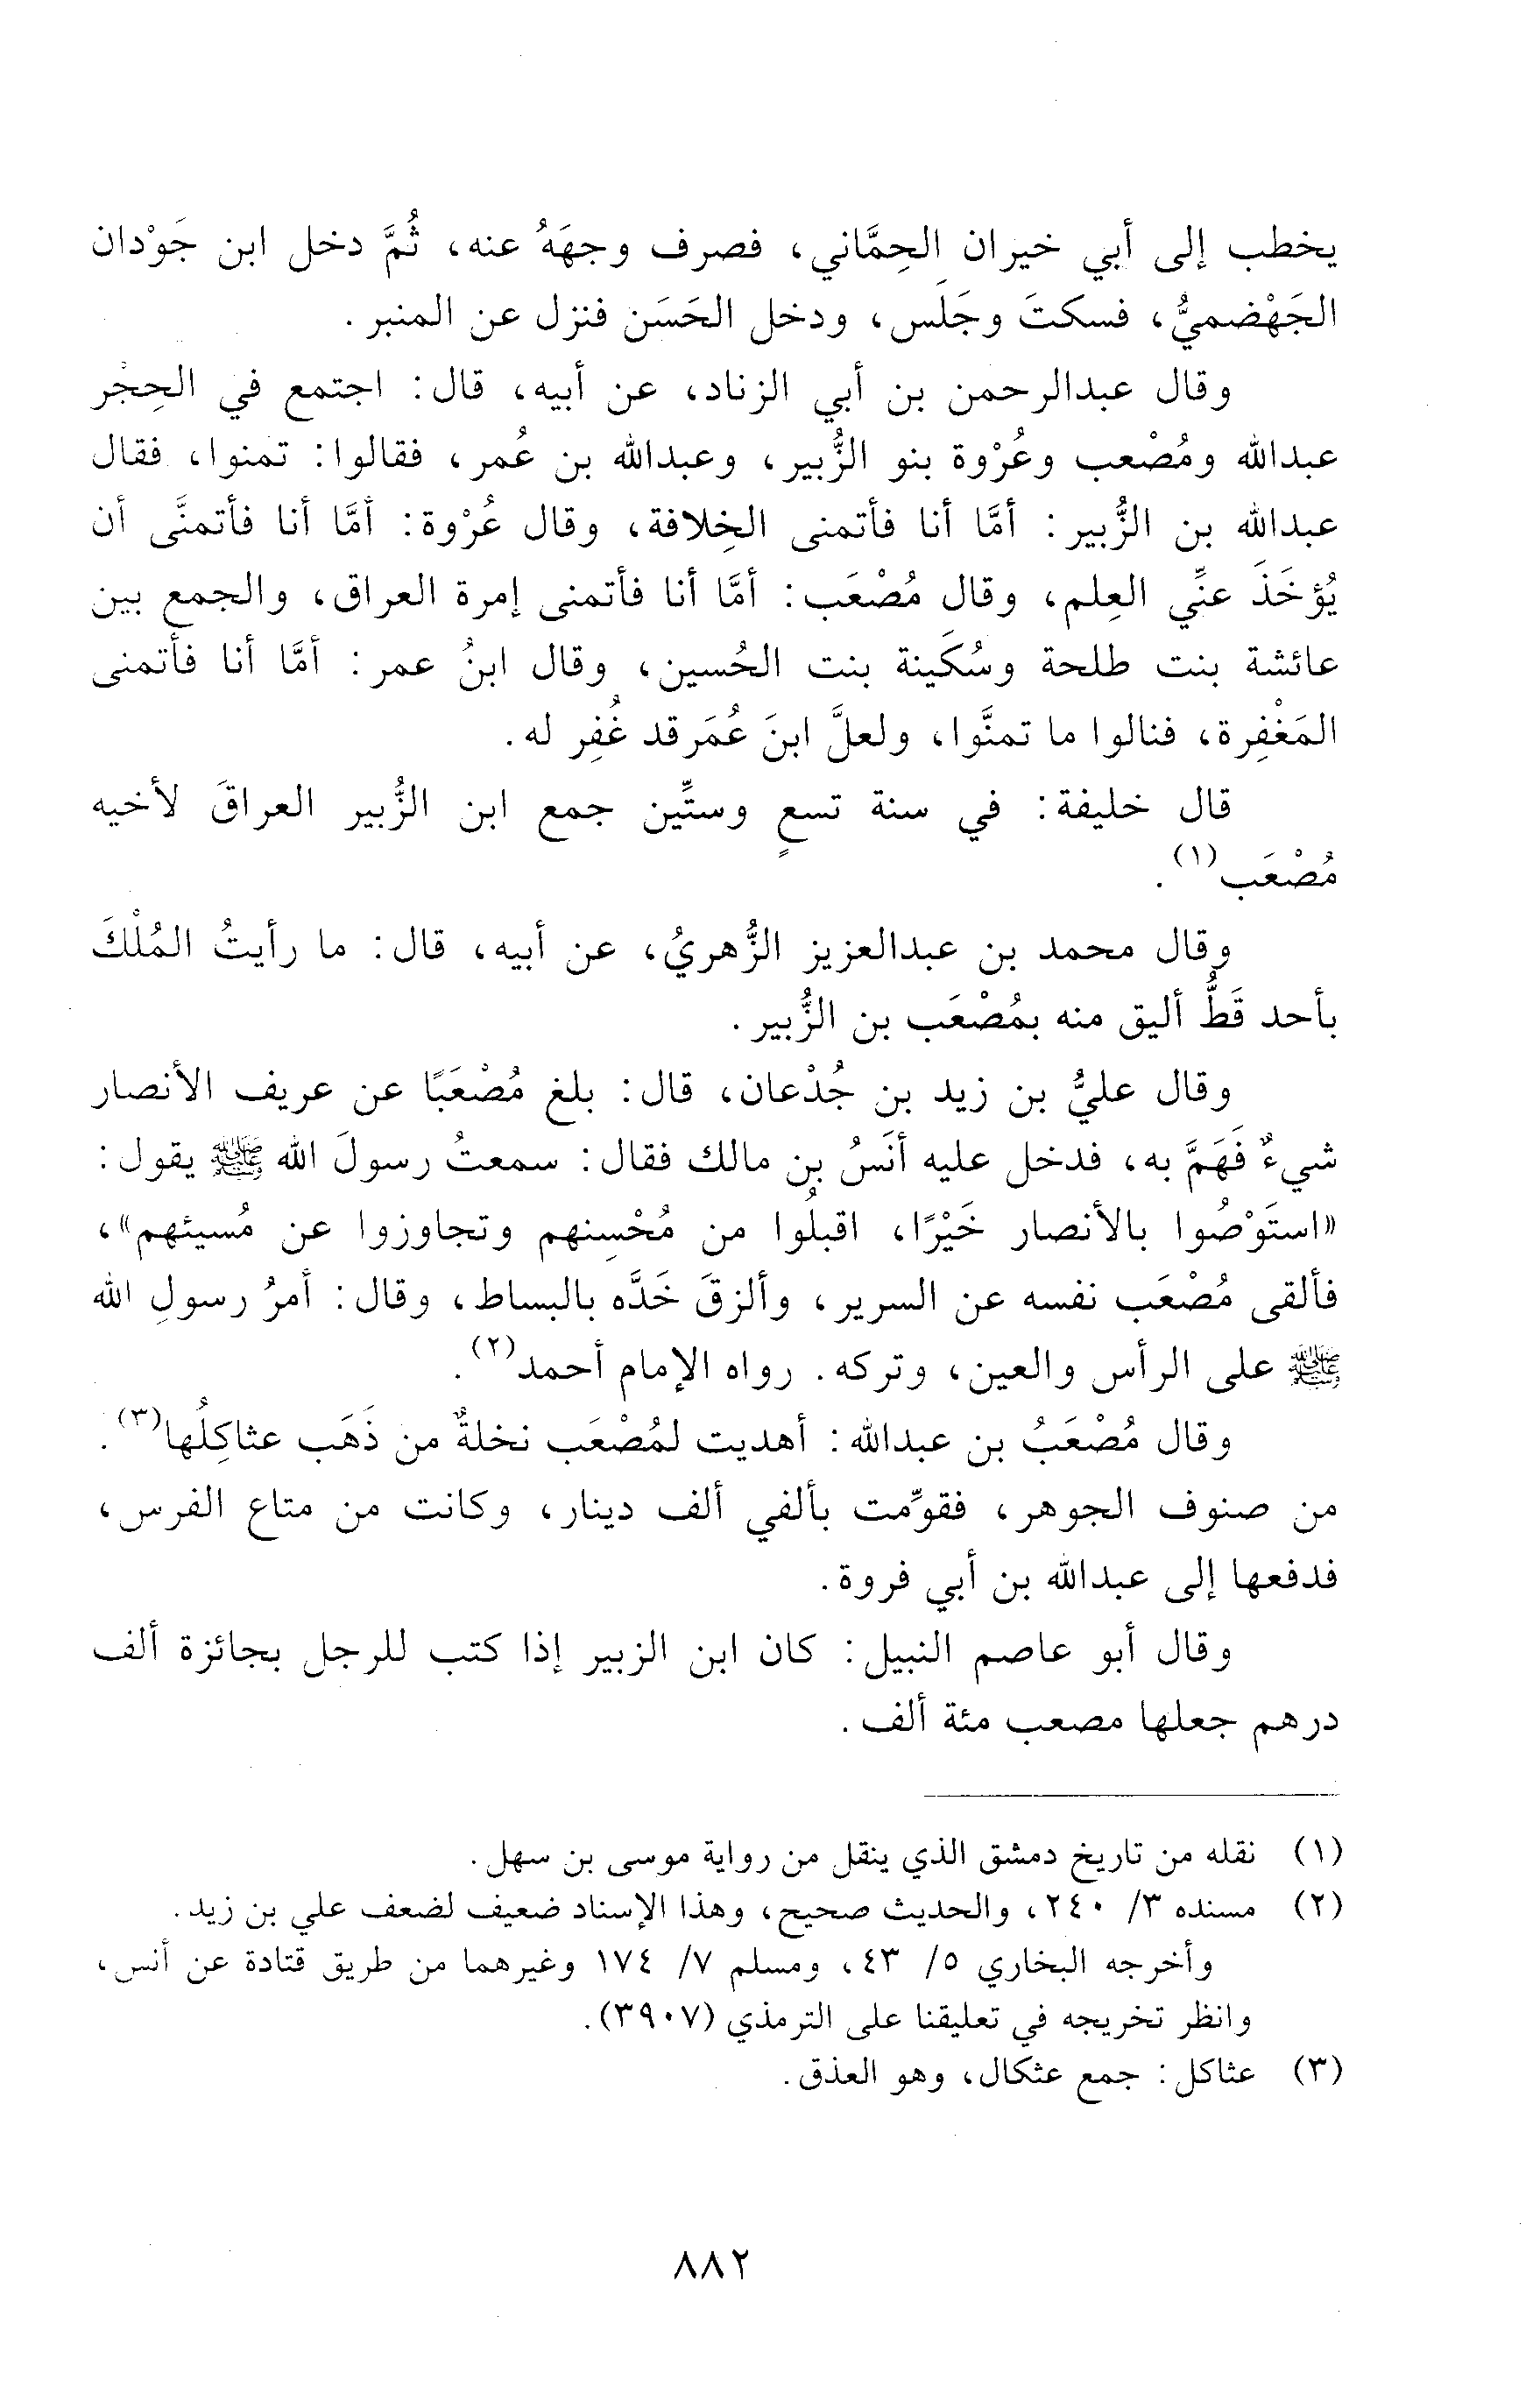 يخطب إلى أبي خيران الحِمَّاني، فصرف وجهَهُ عنه، ثُمَّ دخل ابن جَوْدان
الجَهْضميُّ، فسكتَ وجَلَس، ودخل الحَسَن فنزل عن المنبر.
وقال عبدالرحمن بن أبي الزناد، عن أبيه، قال: اجتمع في الحِجْر
عبدالله ومُصْعب وعُرْوة بنو الزُّبير، وعبدالله بن عُمر، فقالوا: تمنوا، فقال
عبدالله بن الزُّبير: أمَّا أنا فأتمنى الخِلافة، وقال عُرْوة: أمَّا أنا فأتمنَّى أن
يُؤخَذَ عنِّي العِلم، وقال مُصْعَب: أمَّا أنا فأتمنى إمرة العراق، والجمع بين
عائشة بنت طلحة وسُكَينة بنت الحُسين، وقال ابنُ عمر: أمَّا أنا فأتمنى
المَغْفِرة، فنالوا ما تمنَّوا، ولعلَّ ابنَ عُمَر قد غُفِر له.
قال خليفة: في سنة تسعٍ وستِّين جمع ابن الزُّبير العراقَ لأخيه
مُصْعَب(١).
وقال محمد بن عبدالعزيز الزُّهريُ، عن أبيه، قال: ما رأيتُ المُلْكَ
بأحد قَطُّ أليق منه بمُصْعَب بن الزُّبير.
وقال عليُّ بن زيد بن جُدْعان، قال: بلغ مُصْعَبًا عن عريف الأنصار
شيءٌ فَهَمَّ به، فدخل عليه أنَسُ بن مالك فقال: سمعتُ رسولَ الله ﷺ يقول:
«استَوْصُوا بالأنصار خَيْرًا، اقبلُوا من مُحْسِنهم وتجاوزوا عن مُسيئهم»،
فألقى مُصْعَب نفسه عن السرير، وألزقَ خَدَّه بالبساط، وقال: أمرُ رسولِ الله
ﷺ على الرأس والعين، وتركه. رواه الإمام أحمد(٢).
وقال مُصْعَبُ بن عبدالله: أهديت لمُصْعَب نخلةٌ من ذَهَب عثاكِلُها(٣).
من صنوف الجوهر، فقوِّمت بألفي ألف دينار، وكانت من متاع الفرس،
فدفعها إلى عبدالله بن أبي فروة.
وقال أبو عاصم النبيل: كان ابن الزبير إذا كتب للرجل بجائزة ألف
درهم جعلها مصعب مئة ألف.
(١) نقله من تاريخ دمشق الذي ينقل من رواية موسى بن سهل.
(٢) مسنده ٣/ ٢٤٠، والحديث صحيح، وهذا الإسناد ضعيف لضعف علي بن زيد.
وأخرجه البخاري ٥/ ٤٣، ومسلم ٧/ ١٧٤ وغيرهما من طريق قتادة عن أنس،
وانظر تخريجه في تعليقنا على الترمذي (٣٩٠٧).
(٣) عثاكل: جمع عثكال، وهو العذق.
٨٨٢